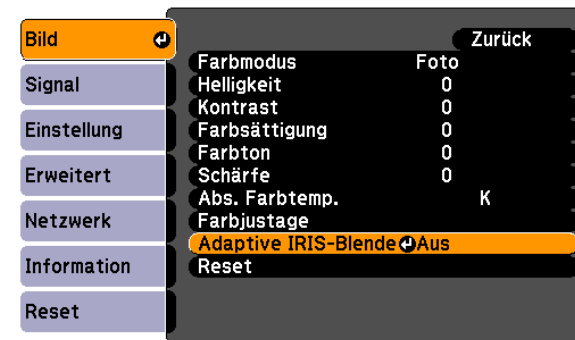 Bild
Signal
Einstellung
Erweitert
Netzwerk
Information
Reset
Zurück
Farbmodus Foto
Helligkeit 0
Kontrast 0
Farbsättigung 0
Farbton 0
Schärfe 0
Abs. Farbtemp. K
Farbjustage
Adaptive IRIS-Blende Aus
Reset